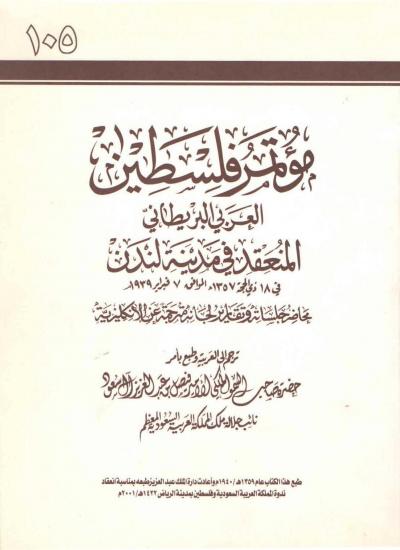 ١٠٥
مؤتمر فلسطين
العربي البريطاني
المنعقد في مدينة لندن
في ١٨ ذي الحجة ١٣٥٧هـ الموافق ٧ فبراير ١٩٣٩م
محاضر جلساته وتقارير لجانه مترجمة عن الانكليزية
ترجم إلى العربية وطبع بأمر
حضرة صاحب السمو الملكي الأمير فيصل بن عبد العزيز آل سعود
نائب جلالة ملك المملكة العربية السعودية المعظم
طبع هذا الكتاب عام ١٣٥٩هـ/١٩٤٠م وأعادت دارة الملك عبد العزيز طبعه بمناسبة انعقاد
ندوة المملكة العربية السعودية وفلسطين بمدينة الرياض ١٤٢٢هـ/٢٠٠١م